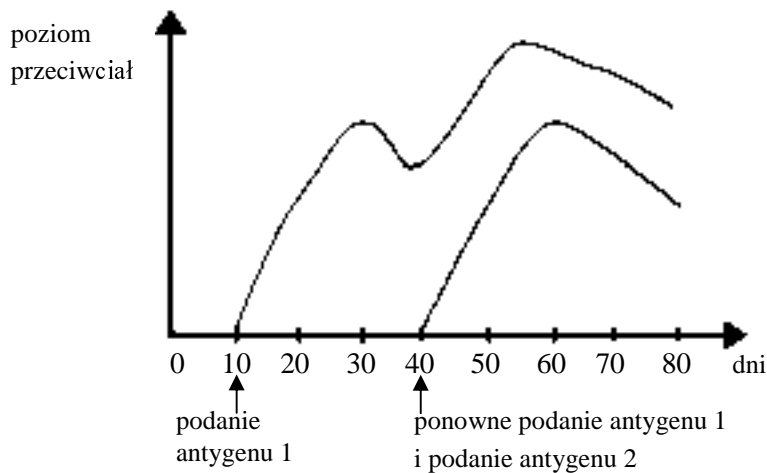 poziom
przeciwciał
0 10 20 30 40 50 60 70 80 dni
podanie
antygenu 1
ponowne podanie antygenu 1
i podanie antygenu 2